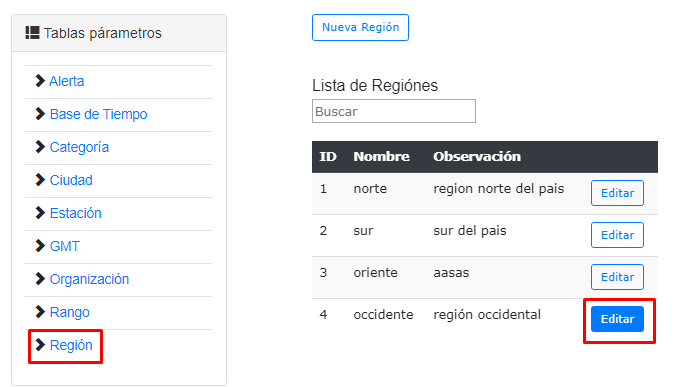 Tablas párametros
Alerta
Base de Tiempo
Categoría
Ciudad
Estación
GMT
Organización
Rango
Región
Nueva Región
Lista de Regiónes
Buscar
ID Nombre Observación
1 norte region norte del pais Editar
2 sur sur del pais Editar
3 oriente aasas Editar
4 occidente región occidental Editar